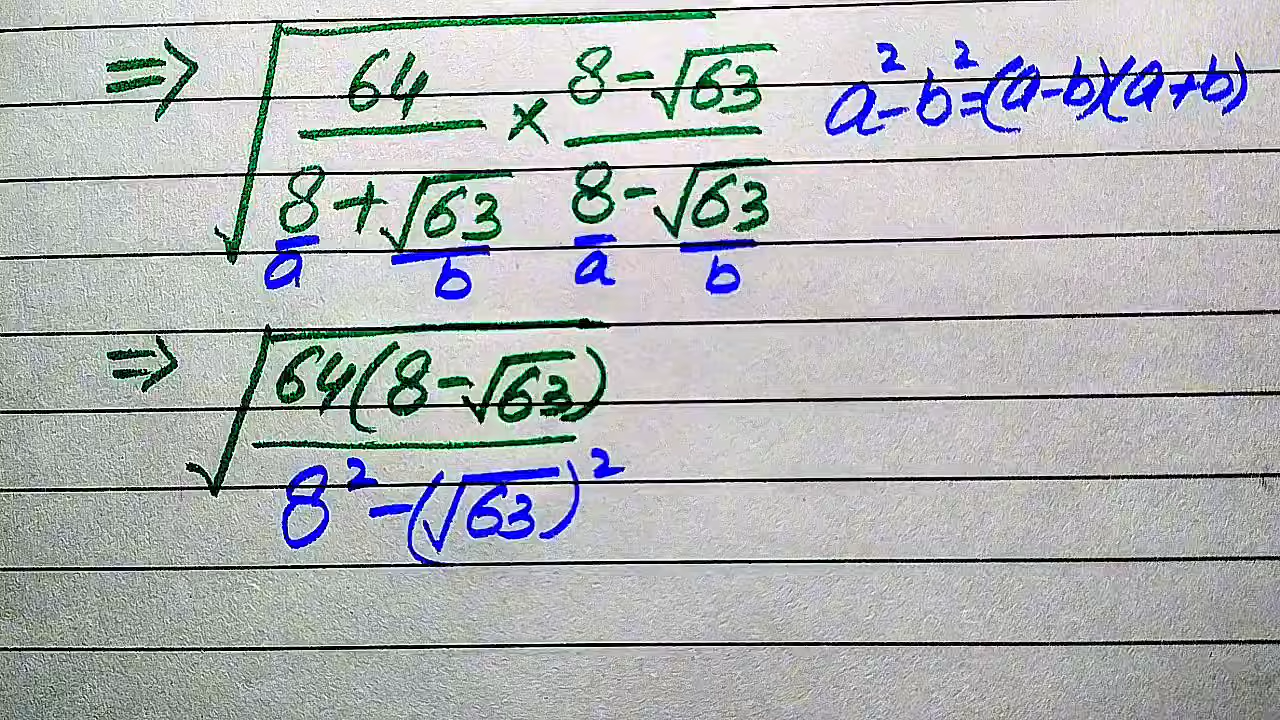 ⇒ √(64/(8+√63) × (8-√63)/(8-√63)) a²-b²=(a-b)(a+b)
a b a b
⇒ √(64(8-√63)/(8²-(√63)²))